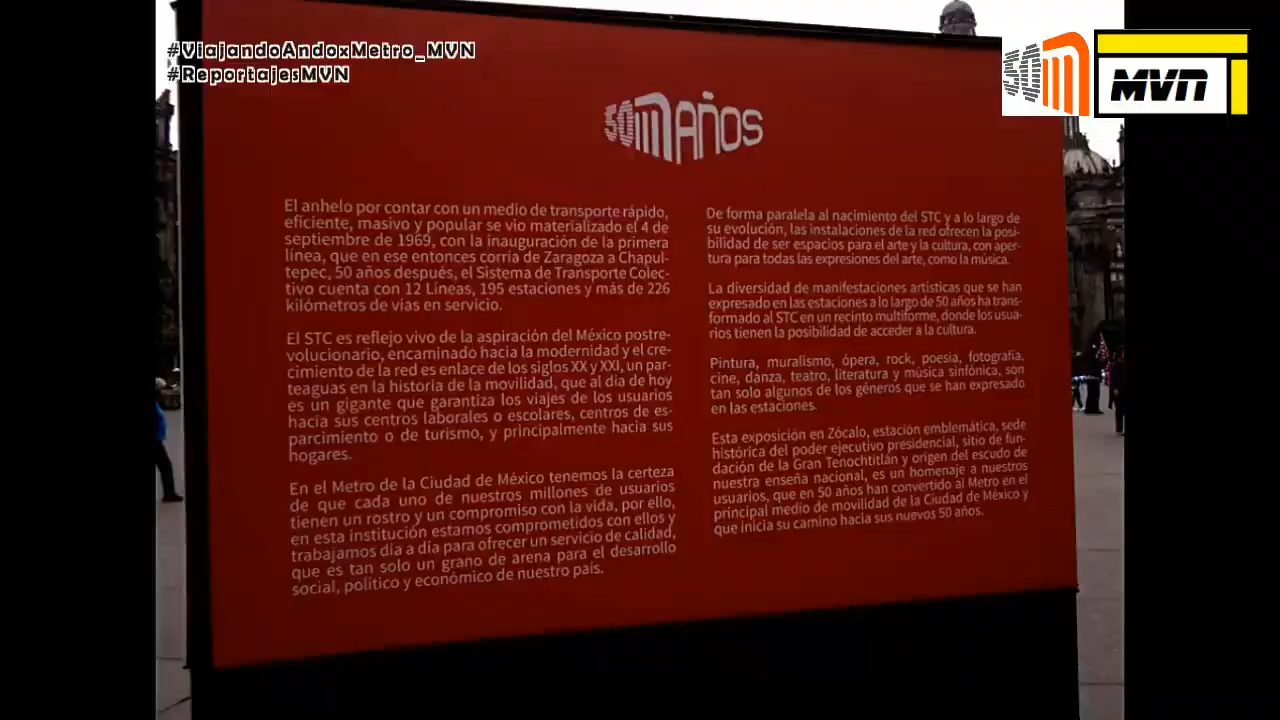 #ViajandoAndoxMetro_MVN
#ReportajesMVN
50 M
MVN
50 M AÑOS
El anhelo por contar con un medio de transporte rápido,
eficiente, masivo y popular se vio materializado el 4 de
septiembre de 1969, con la inauguración de la primera
línea, que en ese entonces corría de Zaragoza a Chapul-
tepec, 50 años después, el Sistema de Transporte Colec-
tivo cuenta con 12 Líneas, 195 estaciones y más de 226
kilómetros de vías en servicio.
El STC es reflejo vivo de la aspiración del México postre-
volucionario, encaminado hacia la modernidad y el cre-
cimiento de la red es enlace de los siglos XX y XXI, un par-
teaguas en la historia de la movilidad, que al día de hoy
es un gigante que garantiza los viajes de los usuarios
hacia sus centros laborales o escolares, centros de es-
parcimiento o de turismo, y principalmente hacia sus
hogares.
En el Metro de la Ciudad de México tenemos la certeza
de que cada uno de nuestros millones de usuarios
tienen un rostro y un compromiso con la vida, por ello,
en esta institución estamos comprometidos con ellos y
trabajamos día a día para ofrecer un servicio de calidad,
que es tan solo un grano de arena para el desarrollo
social, político y económico de nuestro país.
De forma paralela al nacimiento del STC y a lo largo de
su evolución, las instalaciones de la red ofrecen la posi-
bilidad de ser espacios para el arte y la cultura, con aper-
tura para todas las expresiones del arte, como la música.
La diversidad de manifestaciones artísticas que se han
expresado en las estaciones a lo largo de 50 años ha trans-
formado al STC en un recinto multiforme, donde los usua-
rios tienen la posibilidad de acceder a la cultura.
Pintura, muralismo, ópera, rock, poesía, fotografía,
cine, danza, teatro, literatura y música sinfónica, son
tan solo algunos de los géneros que se han expresado
en las estaciones.
Esta exposición en Zócalo, estación emblemática, sede
histórica del poder ejecutivo presidencial, sitio de fun-
dación de la Gran Tenochtitlán y origen del escudo de
nuestra enseña nacional, es un homenaje a nuestros
usuarios, que en 50 años han convertido al Metro en el
principal medio de movilidad de la Ciudad de México y
que inicia su camino hacia sus nuevos 50 años.